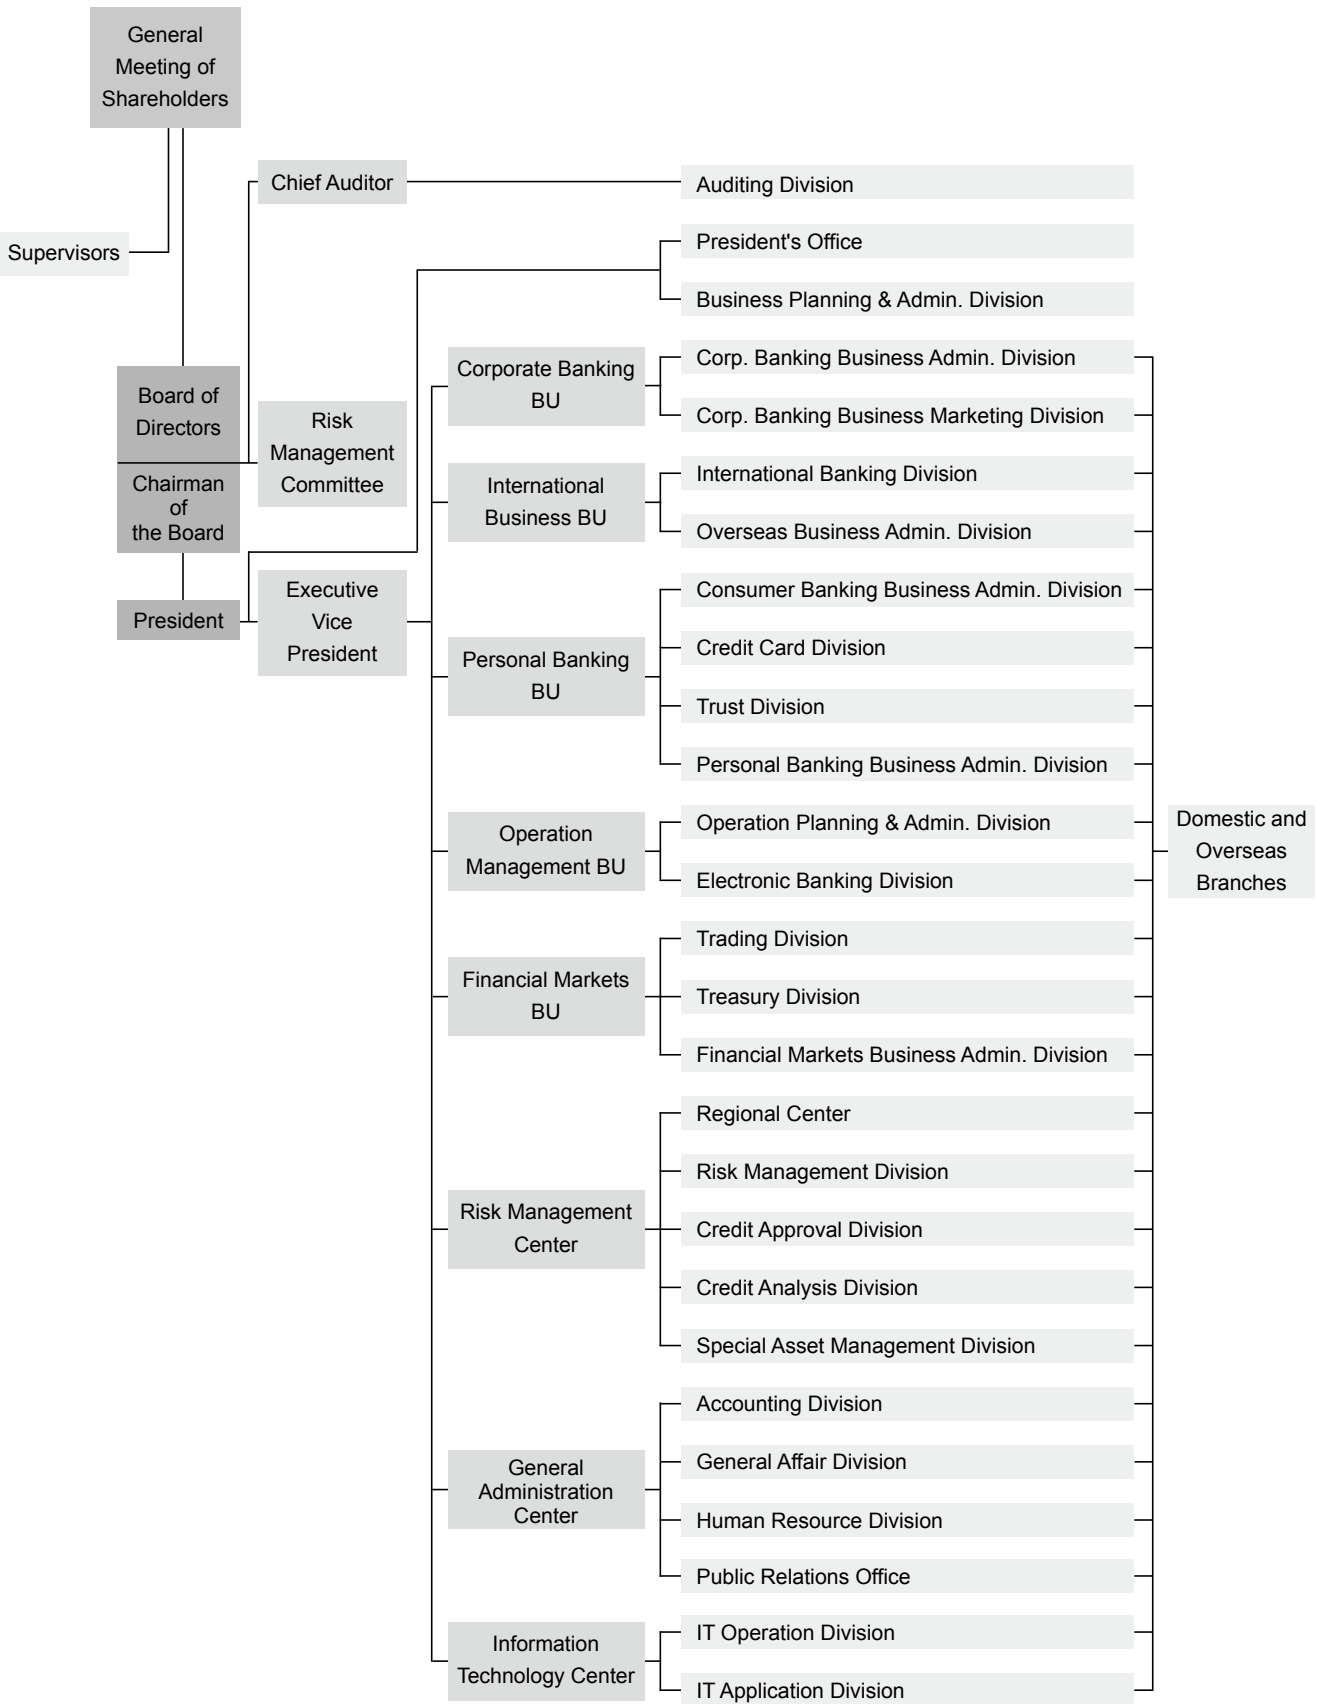 General
Meeting of
Shareholders
Chief Auditor
Auditing Division
Supervisors
President's Office
Business Planning & Admin. Division
Board of
Directors
Chairman
of
the Board
Risk
Management
Committee
President
Executive
Vice
President
Corporate Banking
BU
Corp. Banking Business Admin. Division
Corp. Banking Business Marketing Division
International
Business BU
International Banking Division
Overseas Business Admin. Division
Personal Banking
BU
Consumer Banking Business Admin. Division
Credit Card Division
Trust Division
Personal Banking Business Admin. Division
Operation
Management BU
Operation Planning & Admin. Division
Electronic Banking Division
Financial Markets
BU
Trading Division
Treasury Division
Financial Markets Business Admin. Division
Risk Management
Center
Regional Center
Risk Management Division
Credit Approval Division
Credit Analysis Division
Special Asset Management Division
General
Administration
Center
Accounting Division
General Affair Division
Human Resource Division
Public Relations Office
Information
Technology Center
IT Operation Division
IT Application Division
Domestic and
Overseas
Branches